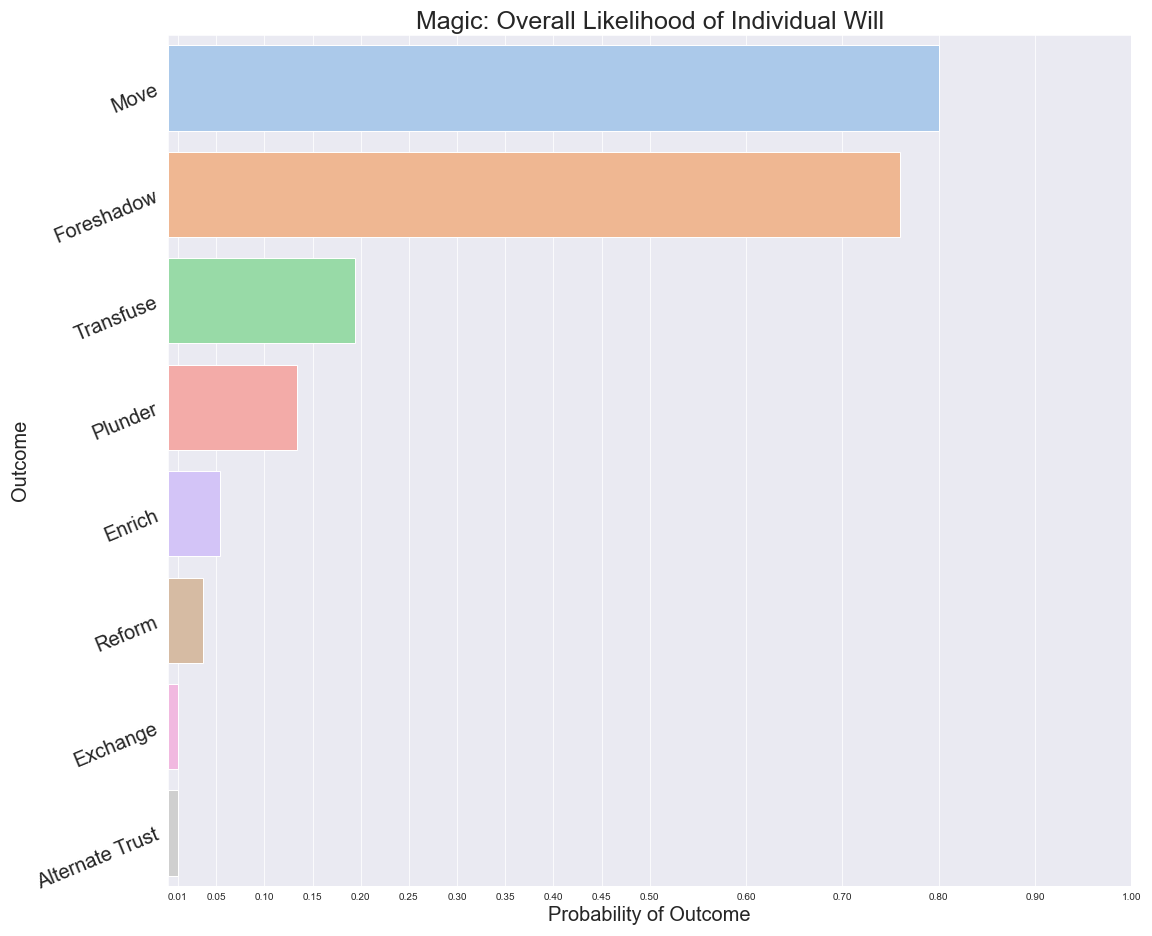 Magic: Overall Likelihood of Individual Will
Move
Foreshadow
Transfuse
Plunder
Enrich
Reform
Exchange
Alternate Trust
Outcome
0.01 0.05 0.10 0.15 0.20 0.25 0.30 0.35 0.40 0.45 0.50 0.60 0.70 0.80 0.90 1.00
Probability of Outcome